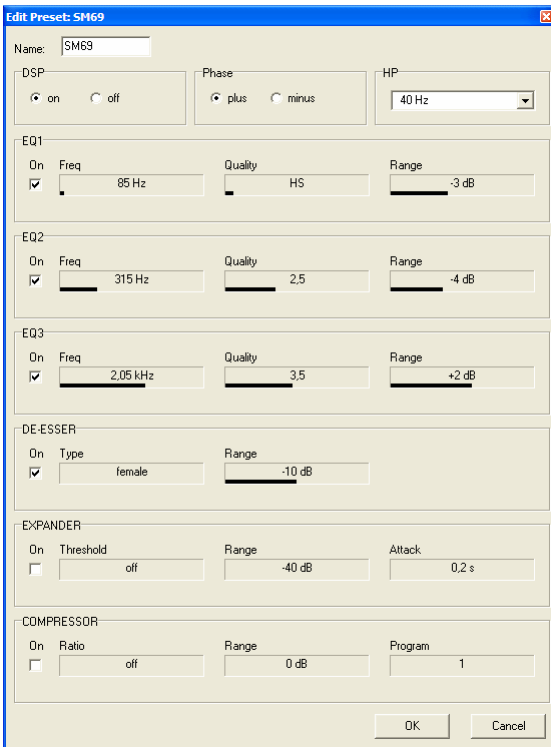 Edit Preset: SM69
Name: SM69
DSP Phase HP
on off plus minus 40 Hz
EQ1
On Freq Quality Range
85 Hz HS -3 dB
EQ2
On Freq Quality Range
315 Hz 2,5 -4 dB
EQ3
On Freq Quality Range
2,05 kHz 3,5 +2 dB
DE-ESSER
On Type Range
female -10 dB
EXPANDER
On Threshold Range Attack
off -40 dB 0,2 s
COMPRESSOR
On Ratio Range Program
off 0 dB 1
OK Cancel